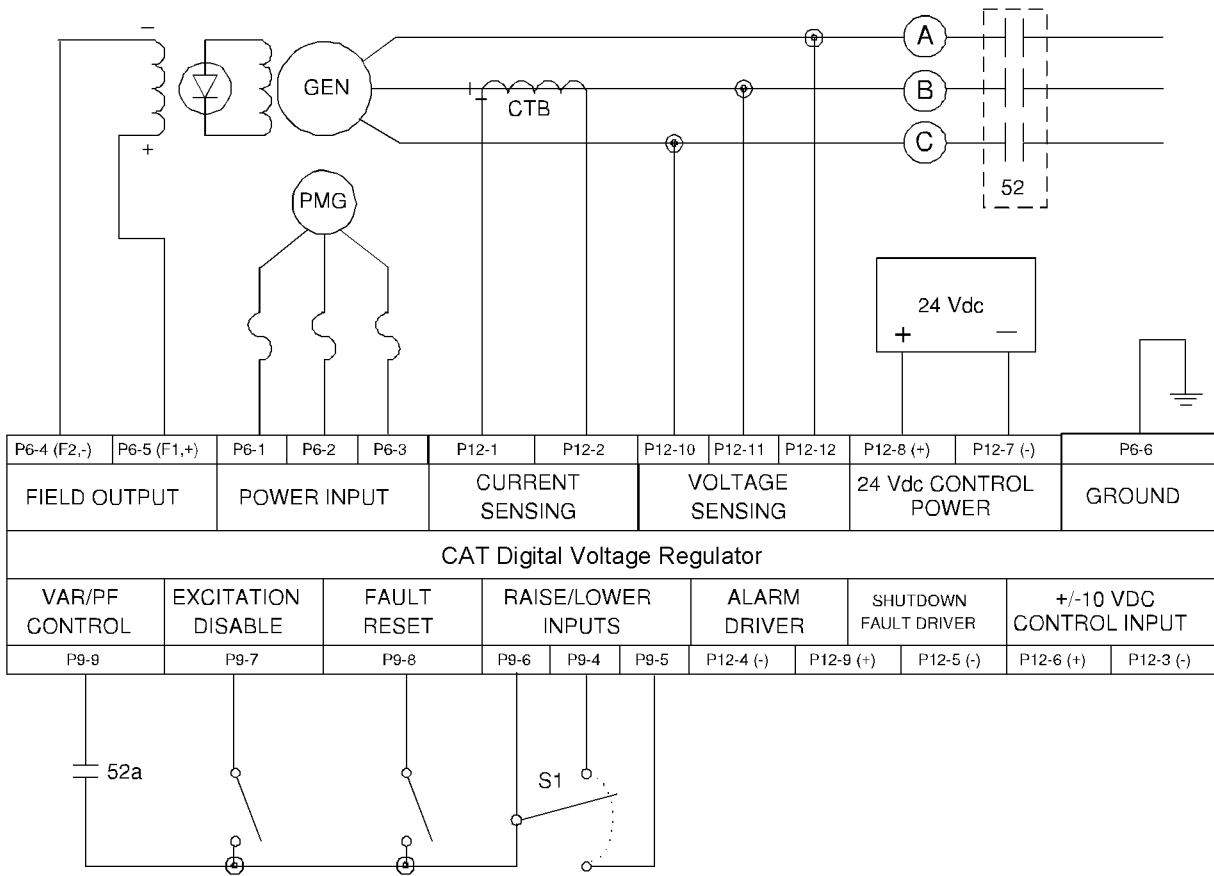 −
+
GEN
CTB
A
B
C
52
PMG
24 Vdc
+ −
P6-4 (F2,-) P6-5 (F1,+) P6-1 P6-2 P6-3 P12-1 P12-2 P12-10 P12-11 P12-12 P12-8 (+) P12-7 (-) P6-6
FIELD OUTPUT
POWER INPUT
CURRENT
SENSING
VOLTAGE
SENSING
24 Vdc CONTROL
POWER
GROUND
CAT Digital Voltage Regulator
VAR/PF
CONTROL
EXCITATION
DISABLE
FAULT
RESET
RAISE/LOWER
INPUTS
ALARM
DRIVER
SHUTDOWN
FAULT DRIVER
+/-10 VDC
CONTROL INPUT
P9-9 P9-7 P9-8 P9-6 P9-4 P9-5 P12-4 (-) P12-9 (+) P12-5 (-) P12-6 (+) P12-3 (-)
52a
S1